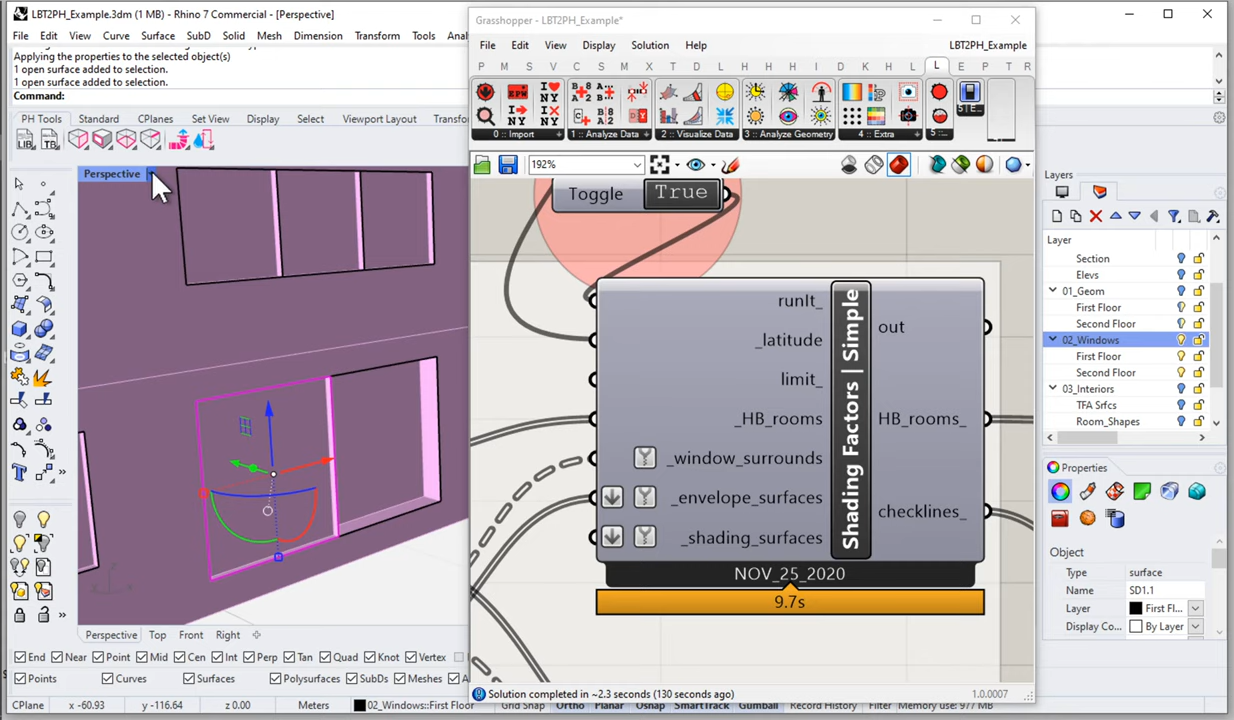 LBT2PH_Example.3dm (1 MB) - Rhino 7 Commercial - [Perspective]
File Edit View Curve Surface SubD Solid Mesh Dimension Transform Tools
Applying the properties to the selected object(s)
1 open surface added to selection.
1 open surface added to selection.
Command:
PH Tools Standard CPlanes Set View Display Select Viewport Layout
LIB TB
Perspective
Perspective Top Front Right
End Near Point Mid Cen Int Perp Tan Quad Knot Vertex
Points Curves Surfaces Polysurfaces SubDs Meshes
CPlane x -60.93 y -116.64 z 0.00 Meters 02_Windows::First Floor Grid Snap Ortho Planar Osnap SmartTrack Gumball Record History Filter Memory use: 977 MB
Grasshopper - LBT2PH_Example*
File Edit View Display Solution Help LBT2PH_Example
P M S V C S M X T D M B K H L L E D P T R
0 :: Import 1 :: Analyze Data 2 :: Visualize Data 3 :: Analyze Geometry 4 :: Extra 5 ::
192%
Toggle True
runIt_
_latitude
limit_
_HB_rooms
_window_surrounds
_envelope_surfaces
_shading_surfaces
Shading Factors | Simple
out
HB_rooms_
checklines_
NOV_25_2020
9.7s
Solution completed in ~2.3 seconds (130 seconds ago) 1.0.0007
Layers
Layer
Section
Elevs
01_Geom
First Floor
Second Floor
02_Windows
First Floor
Second Floor
03_Interiors
TFA Srfcs
Room_Shapes
Properties
Object
Type surface
Name SD1.1
Layer First Fl...
Display Co... By Layer